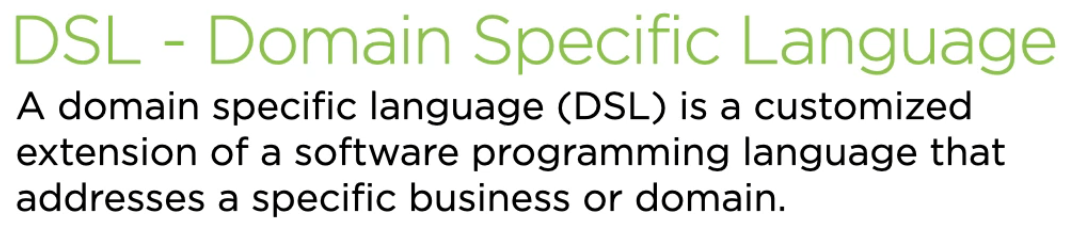 DSL - Domain Specific Language
A domain specific language (DSL) is a customized
extension of a software programming language that
addresses a specific business or domain.